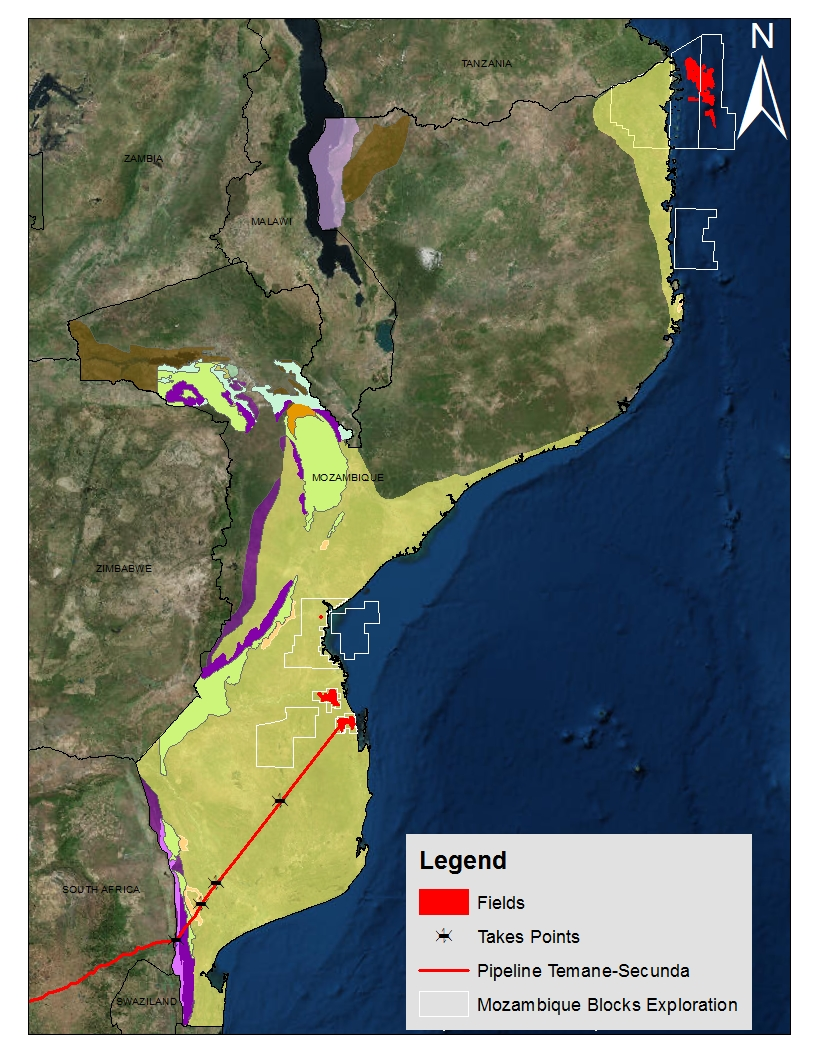 N
TANZANIA
ZAMBIA
MALAWI
MOZAMBIQUE
ZIMBABWE
SOUTH AFRICA
SWAZILAND
Legend
Fields
Takes Points
Pipeline Temane-Secunda
Mozambique Blocks Exploration